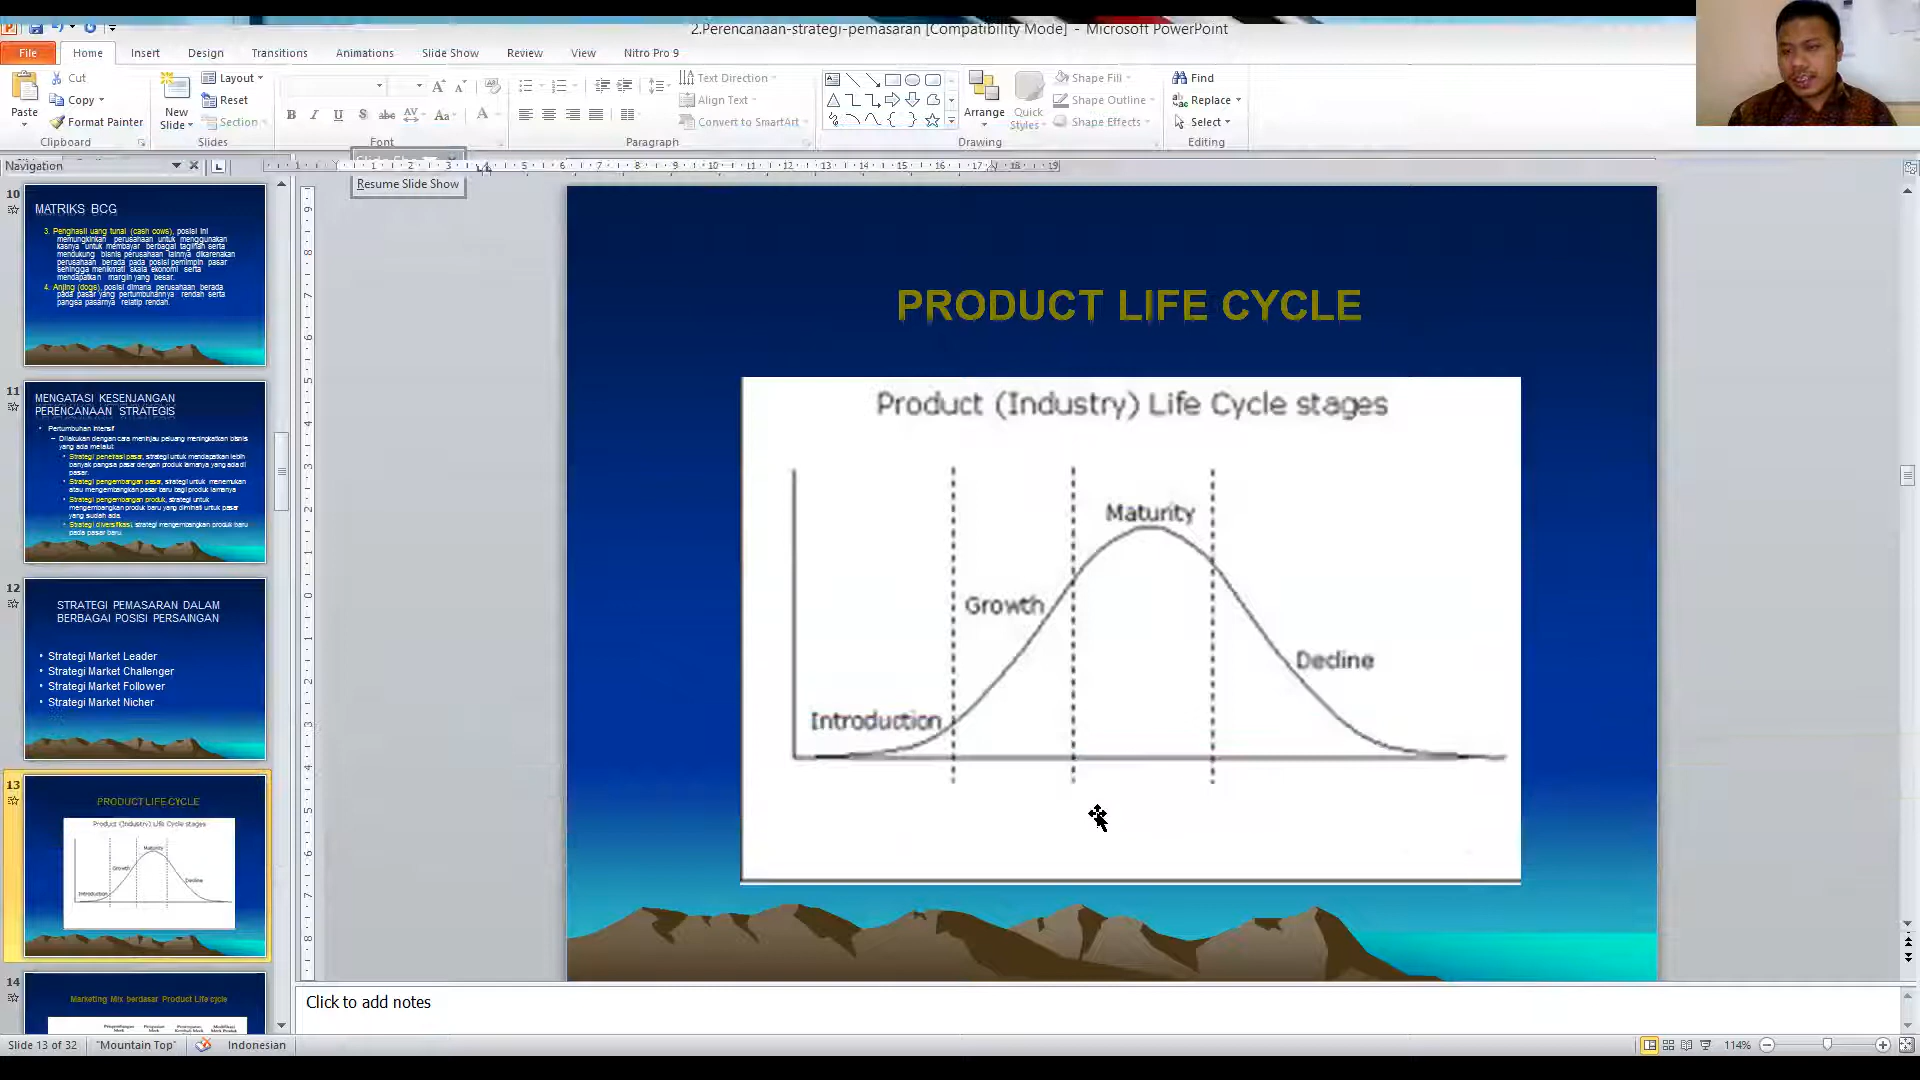 2.Perencanaan-strategi-pemasaran [Compatibility Mode] - Microsoft PowerPoint
File Home Insert Design Transitions Animations Slide Show Review View Nitro Pro 9
Paste
Cut
Copy
Format Painter
Clipboard
New Slide
Layout
Reset
Section
Slides
Font
Text Direction
Align Text
Convert to SmartArt
Paragraph
Arrange
Quick Styles
Shape Fill
Shape Outline
Shape Effects
Drawing
Find
Replace
Select
Editing
Navigation
Resume Slide Show
10
MATRIKS BCG
3. Penghasil uang tunai (cash cows), posisi ini
memungkinkan perusahaan untuk menggunakan
kasnya untuk membayar berbagai tagihan serta
mendukung bisnis perusahaan lainnya dikarenakan
perusahaan berada pada posisi pemimpin pasar
sehingga menikmati skala ekonomi serta
mendapatkan margin yang besar.
4. Anjing (dogs), posisi dimana perusahaan berada
pada pasar yang pertumbuhannya rendah serta
pangsa pasarnya relatip rendah.
11
MENGATASI KESENJANGAN
PERENCANAAN STRATEGIS
• Pertumbuhan intensif
– Dilakukan dengan cara meninjau peluang meningkatkan bisnis
yang ada melalui:
• Strategi penetrasi pasar, strategi untuk mendapatkan lebih
banyak pangsa pasar dengan produk lamanya yang ada di
pasar.
• Strategi pengembangan pasar, strategi untuk menemukan
atau mengembangkan pasar baru bagi produk lamanya
• Strategi pengembangan produk, strategi untuk
mengembangkan produk baru yang diminati untuk pasar
yang sudah ada.
• Strategi diversifikasi, strategi mengembangkan produk baru
pada pasar baru.
12
STRATEGI PEMASARAN DALAM
BERBAGAI POSISI PERSAINGAN
• Strategi Market Leader
• Strategi Market Challenger
• Strategi Market Follower
• Strategi Market Nicher
13
PRODUCT LIFE CYCLE
Product (Industry) Life Cycle stages
Maturity
Growth
Decline
Introduction
14
Marketing Mix berdasar Product Life cycle
PRODUCT LIFE CYCLE
Product (Industry) Life Cycle stages
Maturity
Growth
Decline
Introduction
Click to add notes
Slide 13 of 32 "Mountain Top" Indonesian 114%